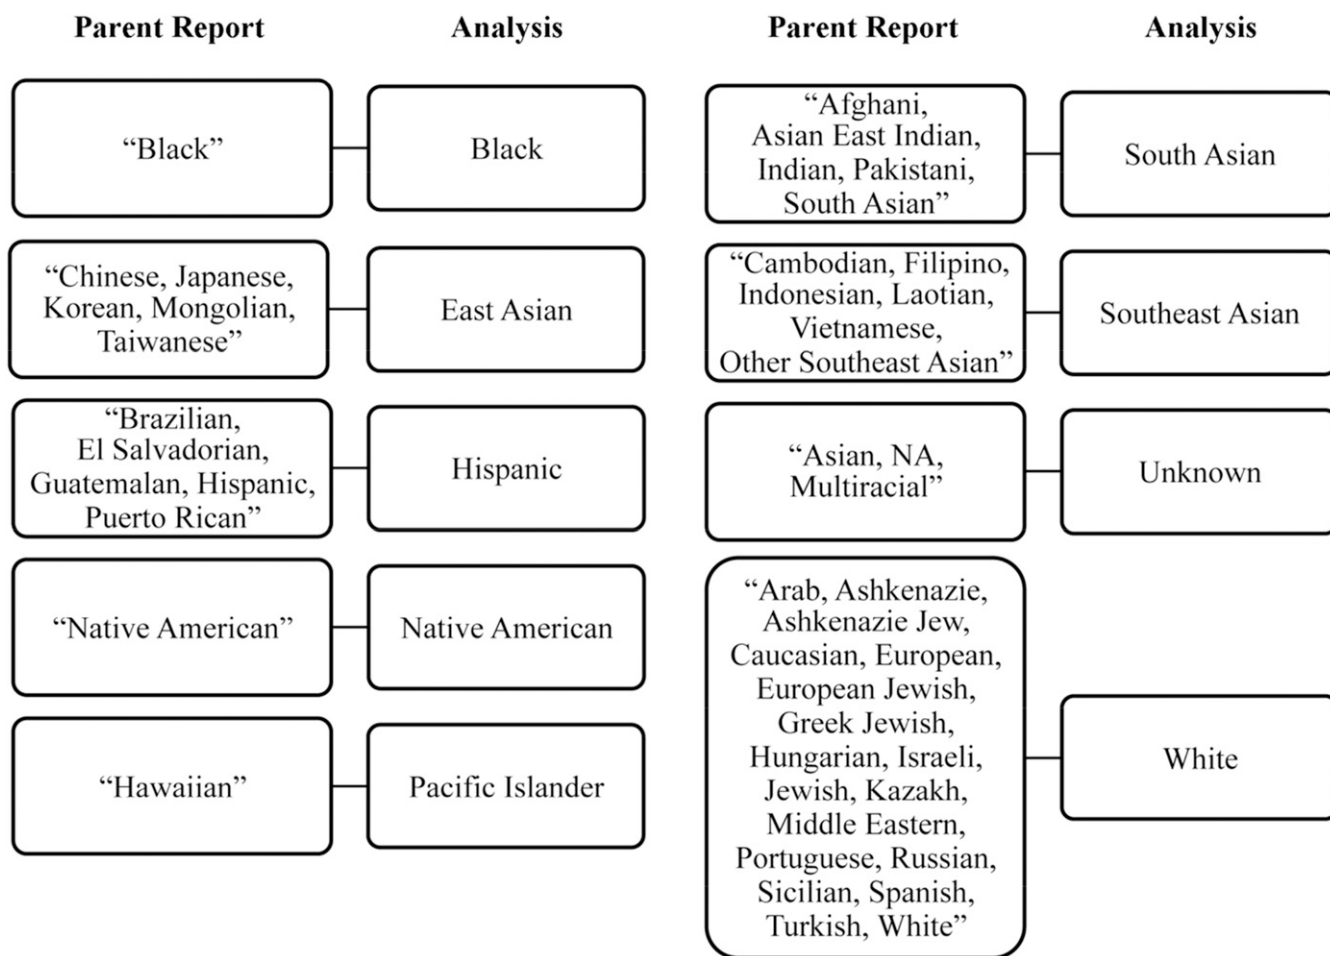 Parent Report
Analysis
“Black”
Black
“Chinese, Japanese,
Korean, Mongolian,
Taiwanese”
East Asian
“Brazilian,
El Salvadorian,
Guatemalan, Hispanic,
Puerto Rican”
Hispanic
“Native American”
Native American
“Hawaiian”
Pacific Islander
Parent Report
Analysis
“Afghani,
Asian East Indian,
Indian, Pakistani,
South Asian”
South Asian
“Cambodian, Filipino,
Indonesian, Laotian,
Vietnamese,
Other Southeast Asian”
Southeast Asian
“Asian, NA,
Multiracial”
Unknown
“Arab, Ashkenazie,
Ashkenazie Jew,
Caucasian, European,
European Jewish,
Greek Jewish,
Hungarian, Israeli,
Jewish, Kazakh,
Middle Eastern,
Portuguese, Russian,
Sicilian, Spanish,
Turkish, White”
White